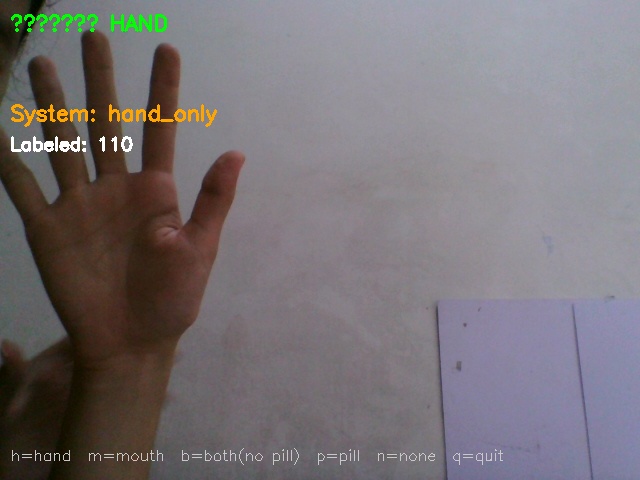 ??????? HAND
System: hand_only
Labeled: 110
h=hand m=mouth b=both(no pill) p=pill n=none q=quit